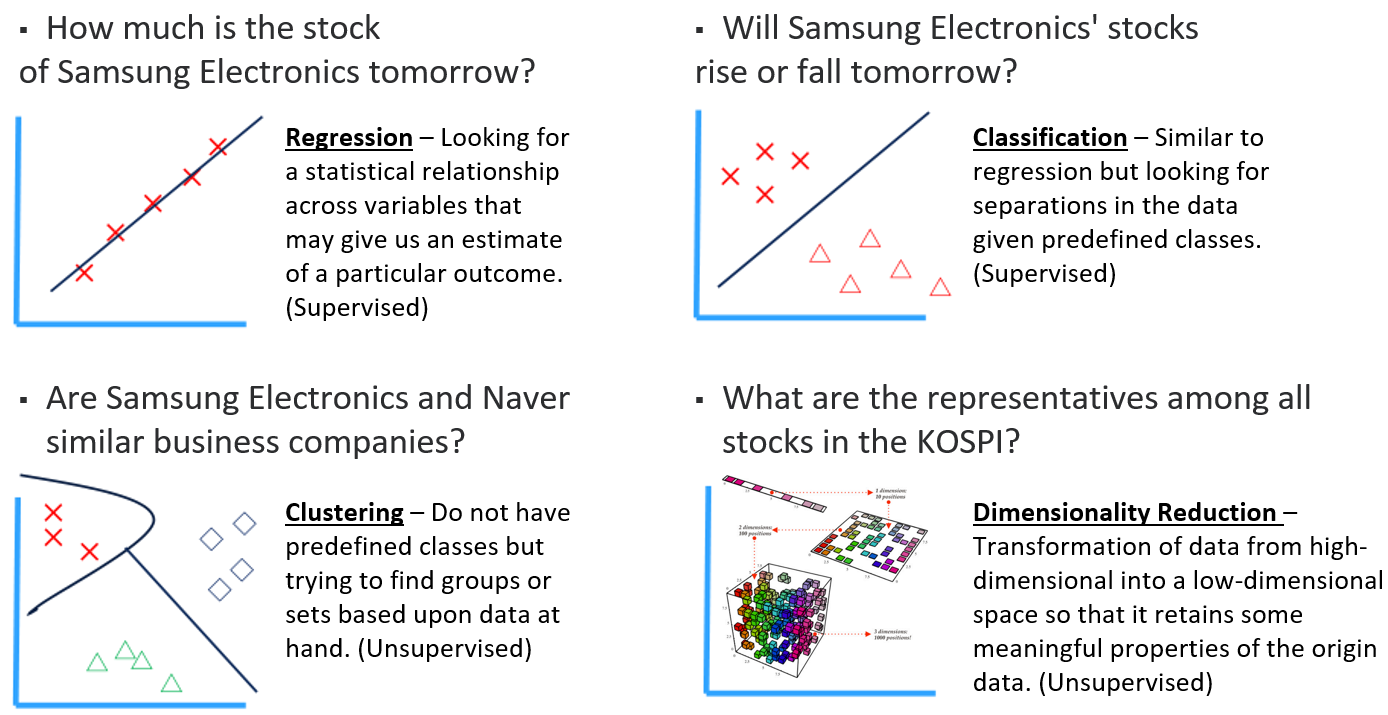 ▪ How much is the stock
of Samsung Electronics tomorrow?
Regression – Looking for
a statistical relationship
across variables that
may give us an estimate
of a particular outcome.
(Supervised)
▪ Will Samsung Electronics' stocks
rise or fall tomorrow?
Classification – Similar to
regression but looking for
separations in the data
given predefined classes.
(Supervised)
▪ Are Samsung Electronics and Naver
similar business companies?
Clustering – Do not have
predefined classes but
trying to find groups or
sets based upon data at
hand. (Unsupervised)
▪ What are the representatives among all
stocks in the KOSPI?
1 dimension:
10 positions
2 dimensions:
100 positions
3 dimensions:
1000 positions!
Dimensionality Reduction –
Transformation of data from high-
dimensional into a low-dimensional
space so that it retains some
meaningful properties of the origin
data. (Unsupervised)